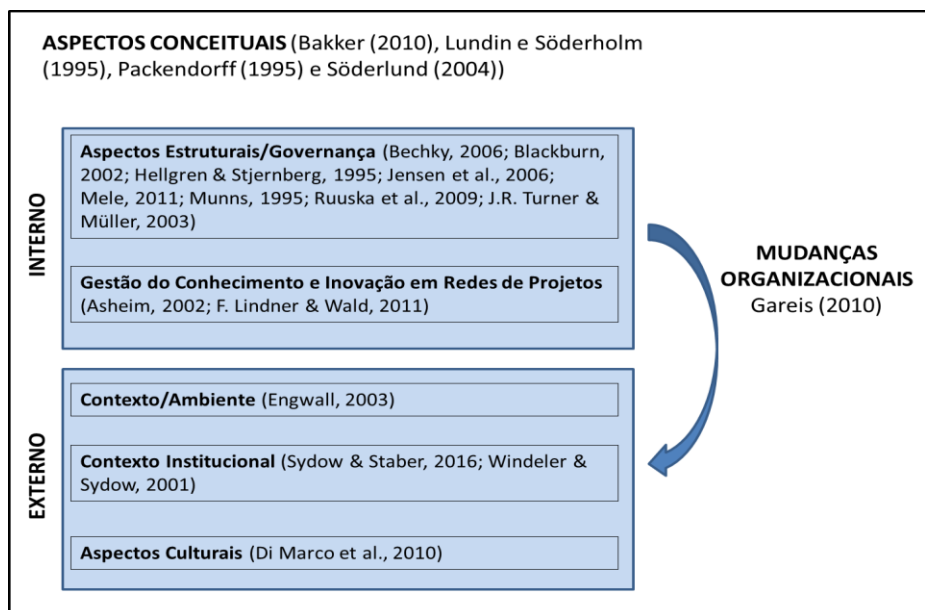 ASPECTOS CONCEITUAIS (Bakker (2010), Lundin e Söderholm
(1995), Packendorff (1995) e Söderlund (2004))
INTERNO
Aspectos Estruturais/Governança (Bechky, 2006; Blackburn,
2002; Hellgren & Stjernberg, 1995; Jensen et al., 2006;
Mele, 2011; Munns, 1995; Ruuska et al., 2009; J.R. Turner &
Müller, 2003)
Gestão do Conhecimento e Inovação em Redes de Projetos
(Asheim, 2002; F. Lindner & Wald, 2011)
MUDANÇAS
ORGANIZACIONAIS
Gareis (2010)
EXTERNO
Contexto/Ambiente (Engwall, 2003)
Contexto Institucional (Sydow & Staber, 2016; Windeler &
Sydow, 2001)
Aspectos Culturais (Di Marco et al., 2010)